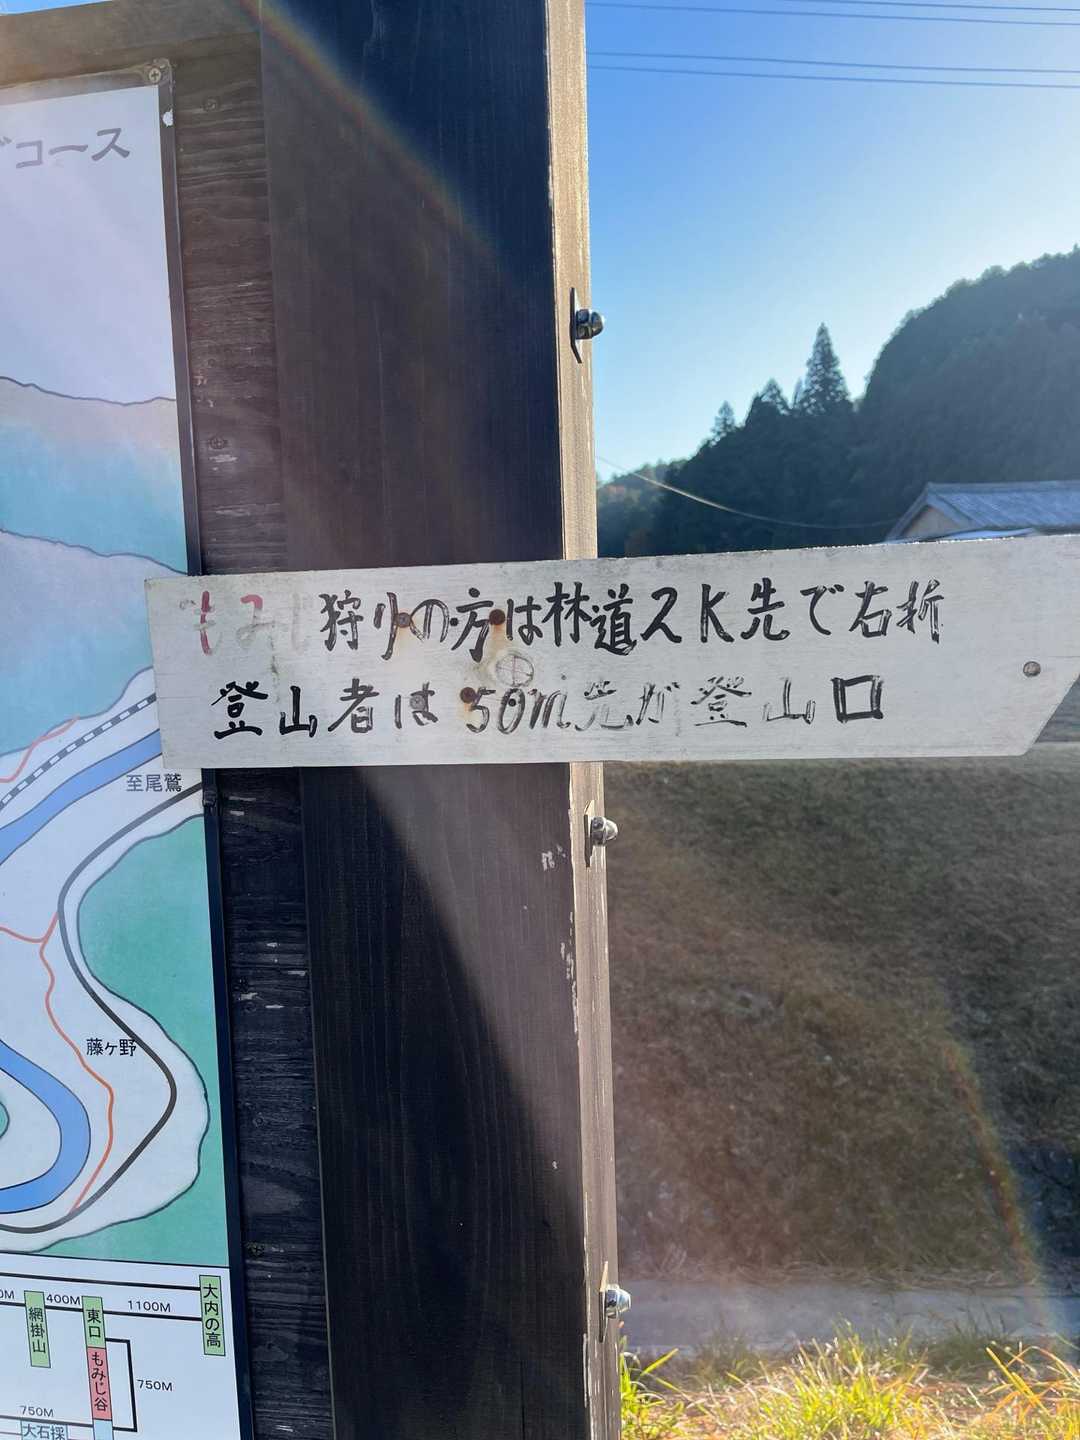 コース
もみじ狩りの方は林道2K先で右折
登山者は50m先が登山口
至尾鷲
藤ヶ野
400M
1100M
網掛山
東口
もみじ谷
大内の高
750M
750M
大石採